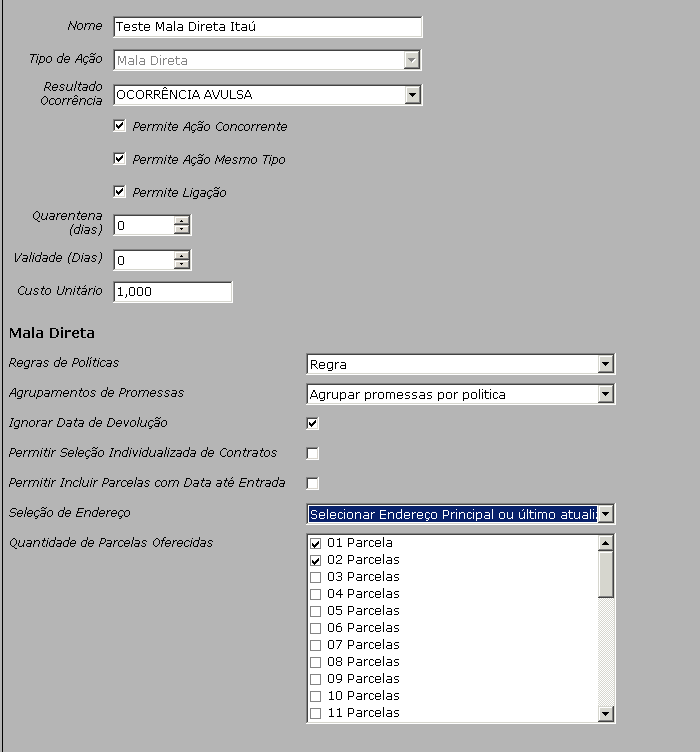 Nome Teste Mala Direta Itaú
Tipo de Ação Mala Direta
Resultado
Ocorrência OCORRÊNCIA AVULSA
Permite Ação Concorrente
Permite Ação Mesmo Tipo
Permite Ligação
Quarentena
(dias) 0
Validade (Dias) 0
Custo Unitário 1,000
Mala Direta
Regras de Políticas Regra
Agrupamentos de Promessas Agrupar promessas por politica
Ignorar Data de Devolução
Permitir Seleção Individualizada de Contratos
Permitir Incluir Parcelas com Data até Entrada
Seleção de Endereço Selecionar Endereço Principal ou último atualiz
Quantidade de Parcelas Oferecidas 01 Parcela
02 Parcelas
03 Parcelas
04 Parcelas
05 Parcelas
06 Parcelas
07 Parcelas
08 Parcelas
09 Parcelas
10 Parcelas
11 Parcelas